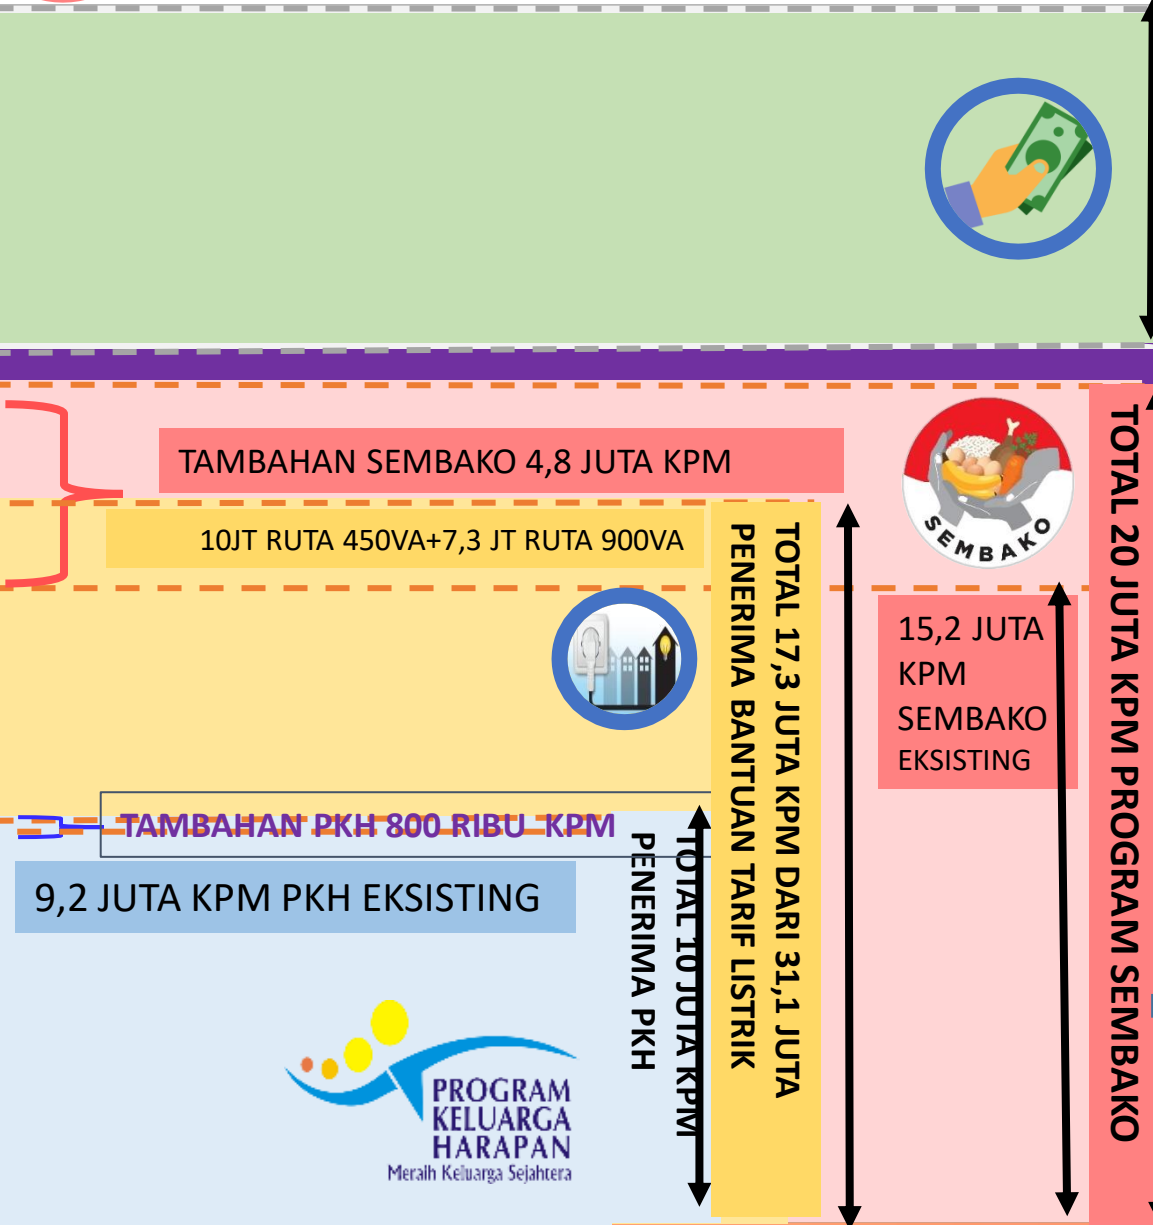 TAMBAHAN SEMBAKO 4,8 JUTA KPM
SEMBAKO
10JT RUTA 450VA+7,3 JT RUTA 900VA
15,2 JUTA
KPM
SEMBAKO
EKSISTING
TOTAL 20 JUTA KPM PROGRAM SEMBAKO
TOTAL 17,3 JUTA KPM DARI 31,1 JUTA
PENERIMA BANTUAN TARIF LISTRIK
TAMBAHAN PKH 800 RIBU KPM
TOTAL 10 JUTA KPM
PENERIMA PKH
9,2 JUTA KPM PKH EKSISTING
PROGRAM
KELUARGA
HARAPAN
Meraih Keluarga Sejahtera